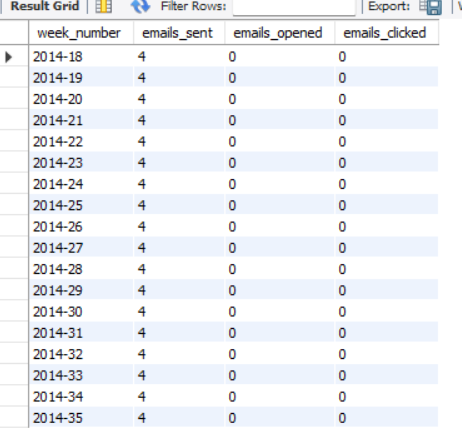 Result Grid Filter Rows: Export:
week_number emails_sent emails_opened emails_clicked
2014-18 4 0 0
2014-19 4 0 0
2014-20 4 0 0
2014-21 4 0 0
2014-22 4 0 0
2014-23 4 0 0
2014-24 4 0 0
2014-25 4 0 0
2014-26 4 0 0
2014-27 4 0 0
2014-28 4 0 0
2014-29 4 0 0
2014-30 4 0 0
2014-31 4 0 0
2014-32 4 0 0
2014-33 4 0 0
2014-34 4 0 0
2014-35 4 0 0